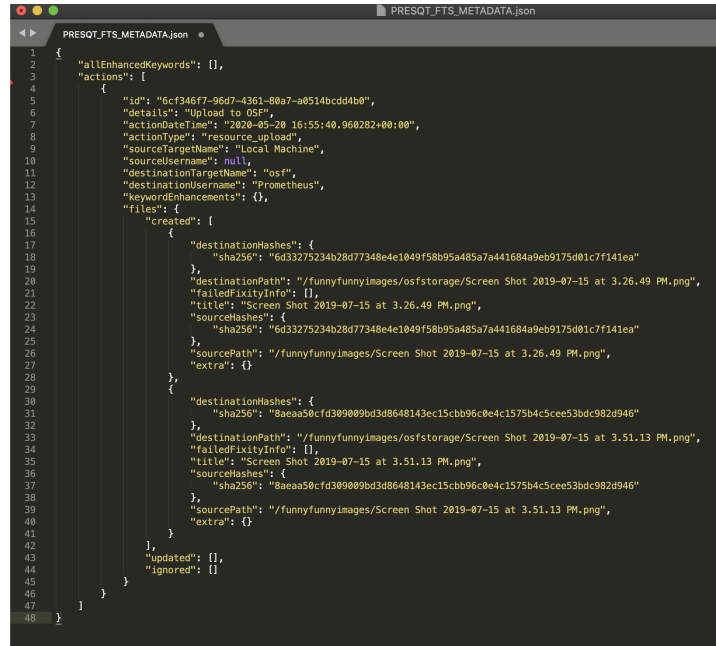 PRESQT_FTS_METADATA.json
PRESQT_FTS_METADATA.json
1 {
2     "allEnhancedKeywords": [],
3     "actions": [
4         {
5             "id": "6cf346f7-96d7-4361-80a7-a0514bcdd4b0",
6             "details": "Upload to OSF",
7             "actionDateTime": "2020-05-20 16:55:40.960282+00:00",
8             "actionType": "resource_upload",
9             "sourceTargetName": "Local Machine",
10             "sourceUsername": null,
11             "destinationTargetName": "osf",
12             "destinationUsername": "Prometheus",
13             "keywordEnhancements": {},
14             "files": {
15                 "created": [
16                     {
17                         "destinationHashes": {
18                             "sha256": "6d33275234b28d77348e4e1049f58b95a485a7a441684a9eb9175d01c7f141ea"
19                         },
20                         "destinationPath": "/funnyfunnyimages/osfstorage/Screen Shot 2019-07-15 at 3.26.49 PM.png",
21                         "failedFixityInfo": [],
22                         "title": "Screen Shot 2019-07-15 at 3.26.49 PM.png",
23                         "sourceHashes": {
24                             "sha256": "6d33275234b28d77348e4e1049f58b95a485a7a441684a9eb9175d01c7f141ea"
25                         },
26                         "sourcePath": "/funnyfunnyimages/Screen Shot 2019-07-15 at 3.26.49 PM.png",
27                         "extra": {}
28                     },
29                     {
30                         "destinationHashes": {
31                             "sha256": "8aeaa50cfd309009bd3d8648143ec15cbb96c0e4c1575b4c5cee53bdc982d946"
32                         },
33                         "destinationPath": "/funnyfunnyimages/osfstorage/Screen Shot 2019-07-15 at 3.51.13 PM.png",
34                         "failedFixityInfo": [],
35                         "title": "Screen Shot 2019-07-15 at 3.51.13 PM.png",
36                         "sourceHashes": {
37                             "sha256": "8aeaa50cfd309009bd3d8648143ec15cbb96c0e4c1575b4c5cee53bdc982d946"
38                         },
39                         "sourcePath": "/funnyfunnyimages/Screen Shot 2019-07-15 at 3.51.13 PM.png",
40                         "extra": {}
41                     }
42                 ],
43                 "updated": [],
44                 "ignored": []
45             }
46         }
47     ]
48 }